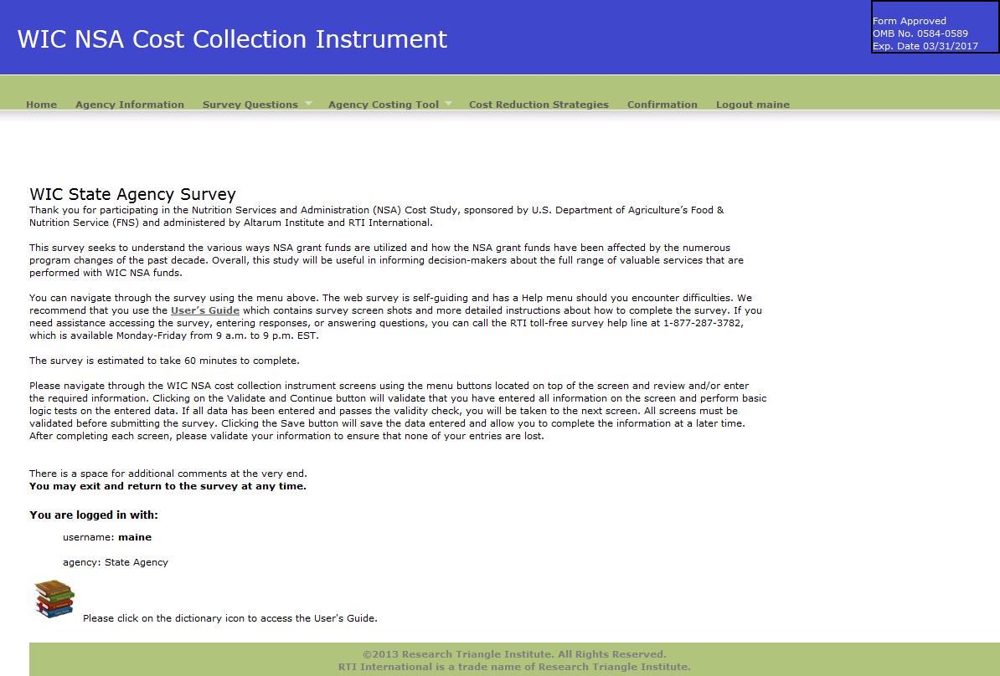 WIC NSA Cost Collection Instrument
Form Approved
OMB No. 0584-0589
Exp. Date 03/31/2017
Home Agency Information Survey Questions Agency Costing Tool Cost Reduction Strategies Confirmation Logout maine
WIC State Agency Survey
Thank you for participating in the Nutrition Services and Administration (NSA) Cost Study, sponsored by U.S. Department of Agriculture’s Food &
Nutrition Service (FNS) and administered by Altarum Institute and RTI International.
This survey seeks to understand the various ways NSA grant funds are utilized and how the NSA grant funds have been affected by the numerous
program changes of the past decade. Overall, this study will be useful in informing decision-makers about the full range of valuable services that are
performed with WIC NSA funds.
You can navigate through the survey using the menu above. The web survey is self-guiding and has a Help menu should you encounter difficulties. We
recommend that you use the User’s Guide which contains survey screen shots and more detailed instructions about how to complete the survey. If you
need assistance accessing the survey, entering responses, or answering questions, you can call the RTI toll-free survey help line at 1-877-287-3782,
which is available Monday-Friday from 9 a.m. to 9 p.m. EST.
The survey is estimated to take 60 minutes to complete.
Please navigate through the WIC NSA cost collection instrument screens using the menu buttons located on top of the screen and review and/or enter
the required information. Clicking on the Validate and Continue button will validate that you have entered all information on the screen and perform basic
logic tests on the entered data. If all data has been entered and passes the validity check, you will be taken to the next screen. All screens must be
validated before submitting the survey. Clicking the Save button will save the data entered and allow you to complete the information at a later time.
After completing each screen, please validate your information to ensure that none of your entries are lost.
There is a space for additional comments at the very end.
You may exit and return to the survey at any time.
You are logged in with:
username: maine
agency: State Agency
Please click on the dictionary icon to access the User's Guide.
©2013 Research Triangle Institute. All Rights Reserved.
RTI International is a trade name of Research Triangle Institute.